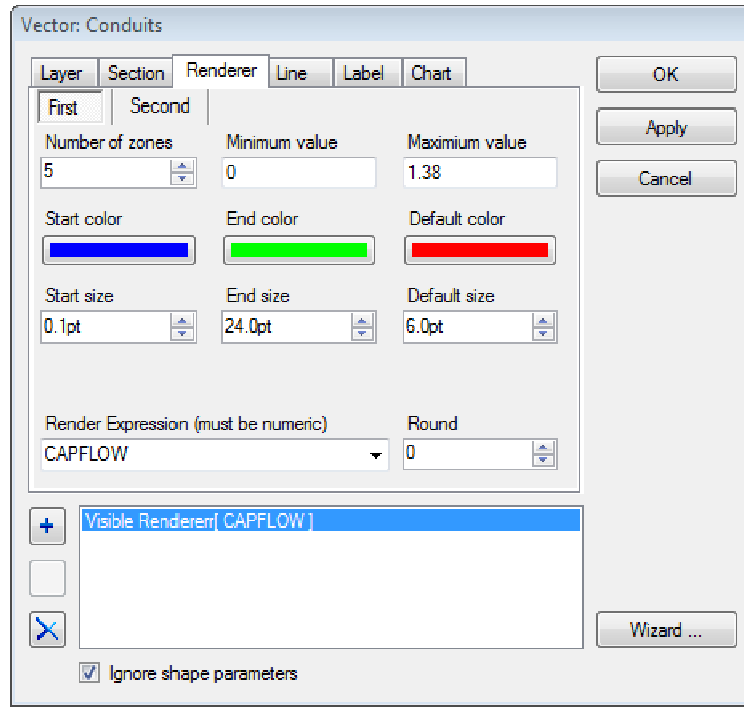 Vector: Conduits
Layer Section Renderer Line Label Chart
First Second
Number of zones Minimum value Maximium value
5 0 1.38
Start color End color Default color
Start size End size Default size
0.1pt 24.0pt 6.0pt
Render Expression (must be numeric) Round
CAPFLOW 0
OK
Apply
Cancel
+ Visible Rendererr[ CAPFLOW ]
Wizard ...
Ignore shape parameters